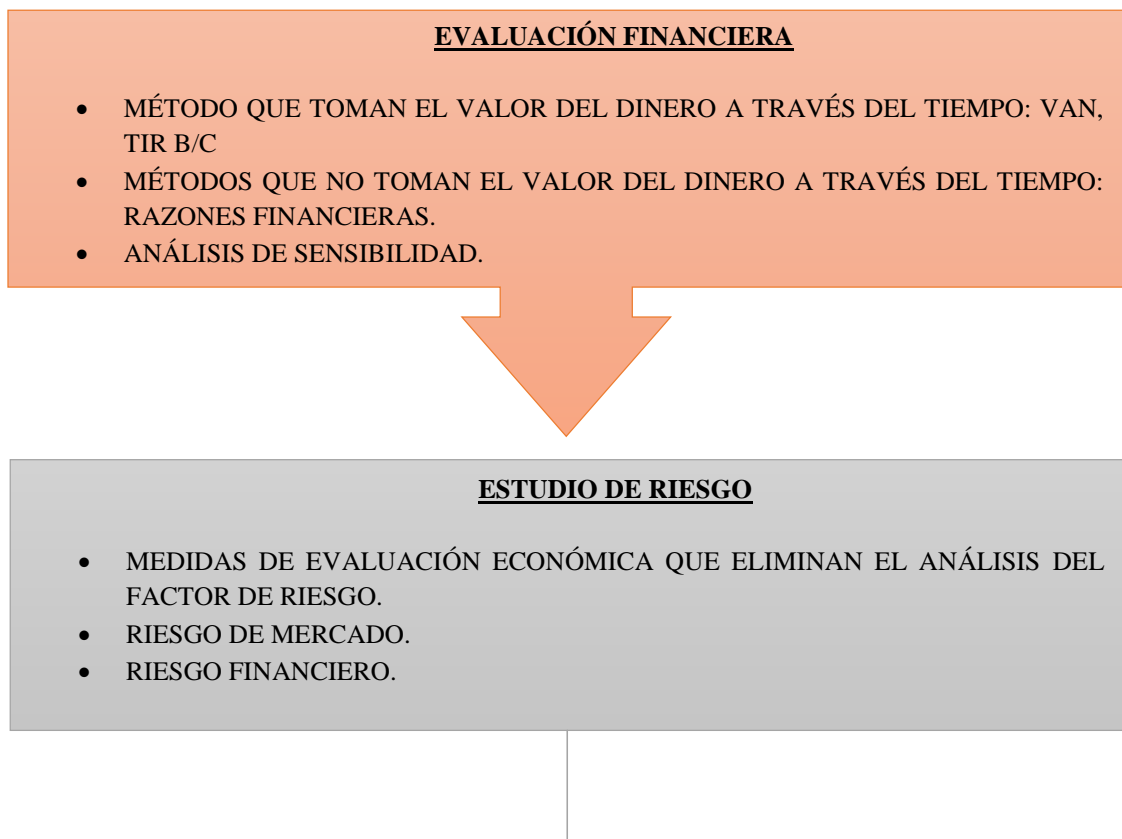 EVALUACIÓN FINANCIERA
• MÉTODO QUE TOMAN EL VALOR DEL DINERO A TRAVÉS DEL TIEMPO: VAN,
TIR B/C
• MÉTODOS QUE NO TOMAN EL VALOR DEL DINERO A TRAVÉS DEL TIEMPO:
RAZONES FINANCIERAS.
• ANÁLISIS DE SENSIBILIDAD.
ESTUDIO DE RIESGO
• MEDIDAS DE EVALUACIÓN ECONÓMICA QUE ELIMINAN EL ANÁLISIS DEL
FACTOR DE RIESGO.
• RIESGO DE MERCADO.
• RIESGO FINANCIERO.